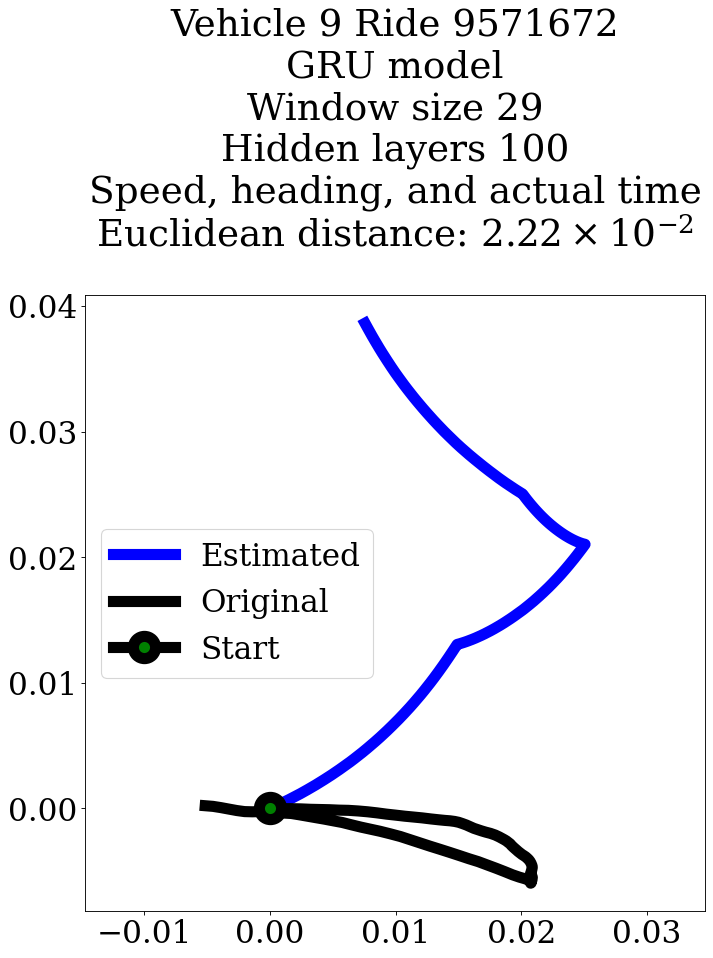 Vehicle 9 Ride 9571672
GRU model
Window size 29
Hidden layers 100
Speed, heading, and actual time
Euclidean distance: 2.22 × 10⁻²
0.04
0.03
0.02
0.01
0.00
Estimated
Original
Start
−0.01 0.00 0.01 0.02 0.03